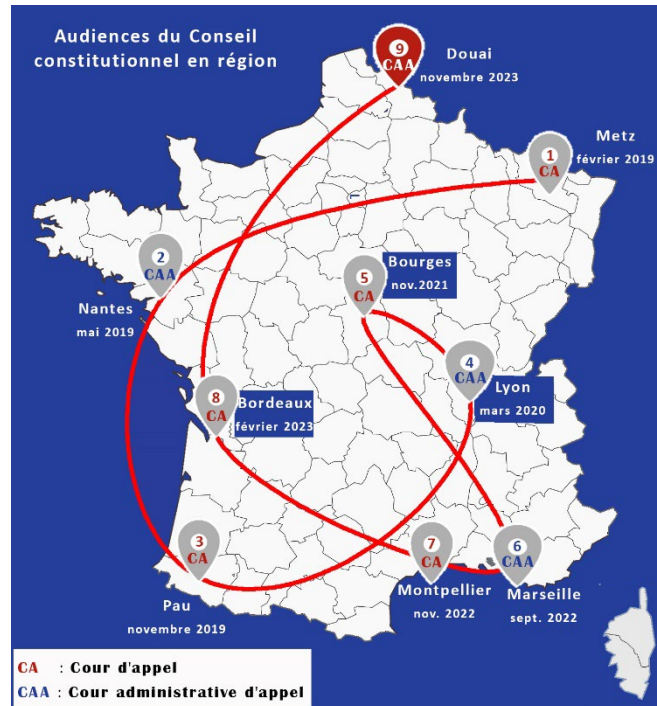 Audiences du Conseil
constitutionnel en région
9
CAA
Douai
novembre 2023
1
CA
Metz
février 2019
2
CAA
Nantes
mai 2019
5
CA
Bourges
nov.2021
4
CAA
Lyon
mars 2020
8
CA
Bordeaux
février 2023
3
CA
Pau
novembre 2019
7
CA
Montpellier
nov. 2022
6
CAA
Marseille
sept. 2022
CA : Cour d'appel
CAA : Cour administrative d'appel